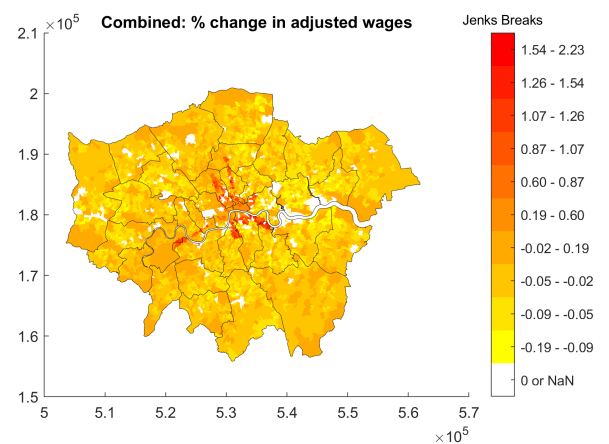 Combined: % change in adjusted wages
Jenks Breaks
×10⁵
2.1
2
1.9
1.8
1.7
1.6
1.5
5
5.1
5.2
5.3
5.4
5.5
5.6
5.7
×10⁵
1.54 - 2.23
1.26 - 1.54
1.07 - 1.26
0.87 - 1.07
0.60 - 0.87
0.19 - 0.60
-0.02 - 0.19
-0.05 - -0.02
-0.09 - -0.05
-0.19 - -0.09
0 or NaN